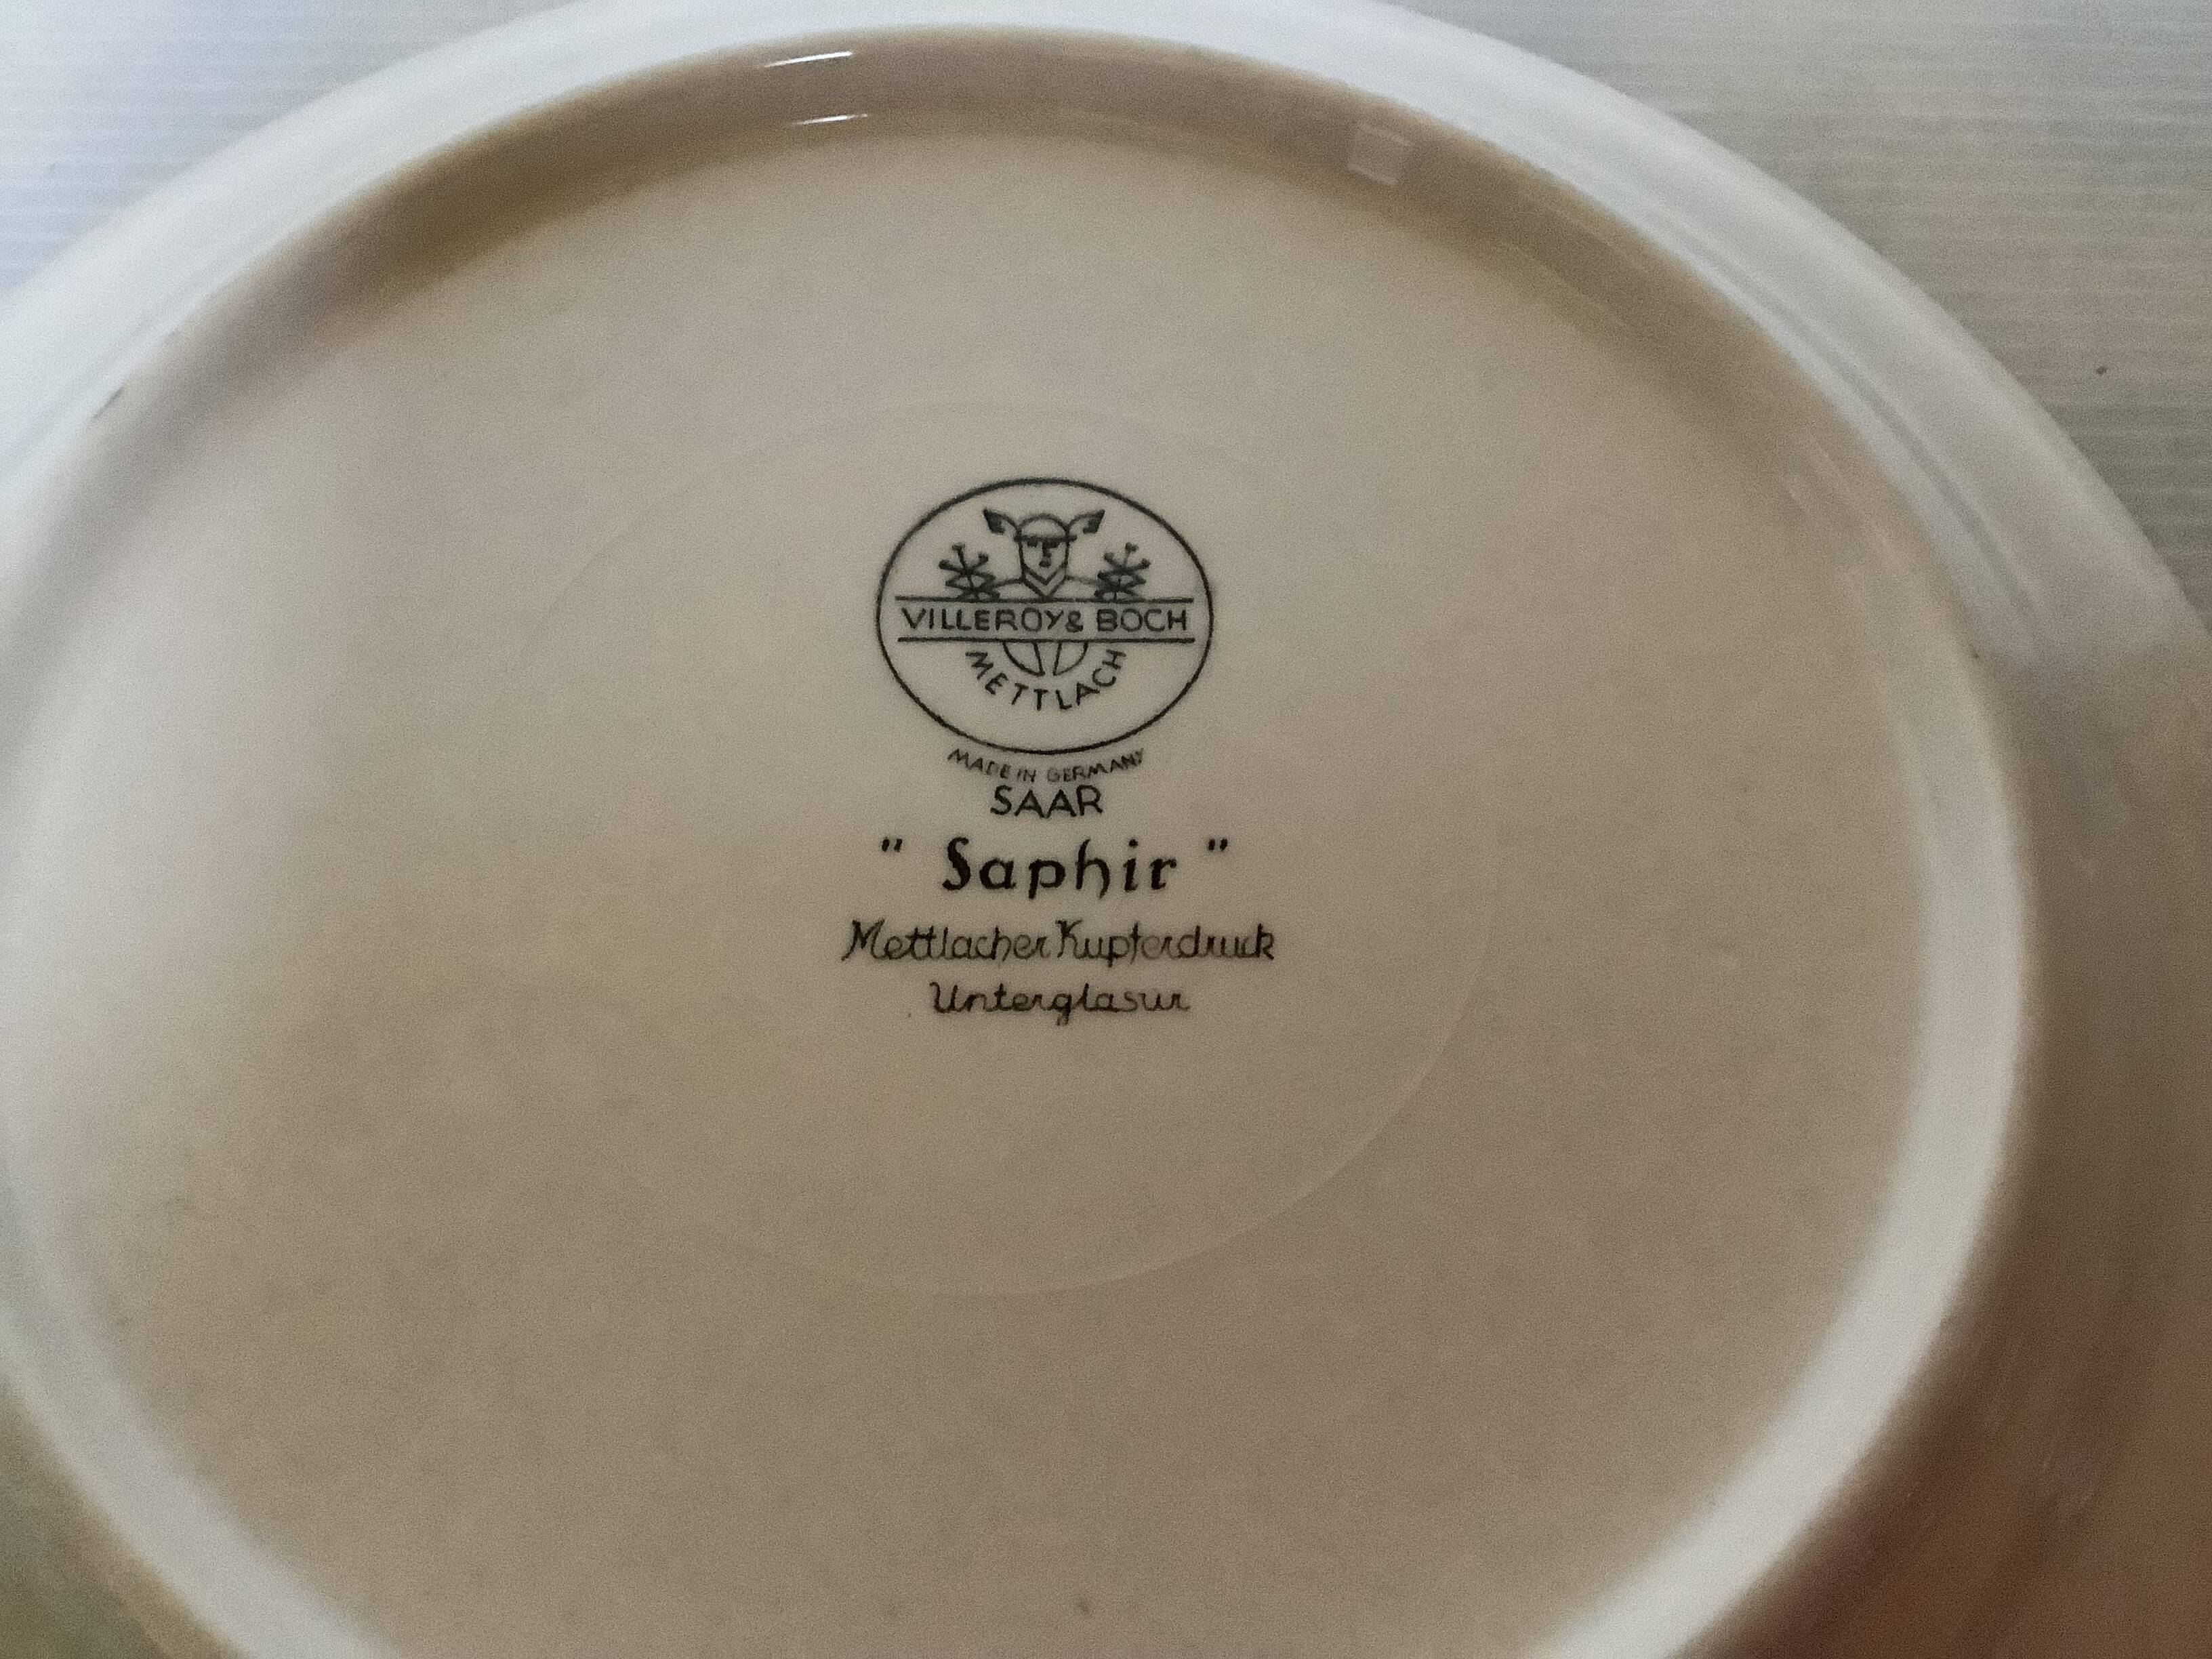 VILLEROY & BOCH
METTLACH
MADE IN GERMANY
SAAR
" Saphir "
Mettlacher Kupferdruck
Unterglasur